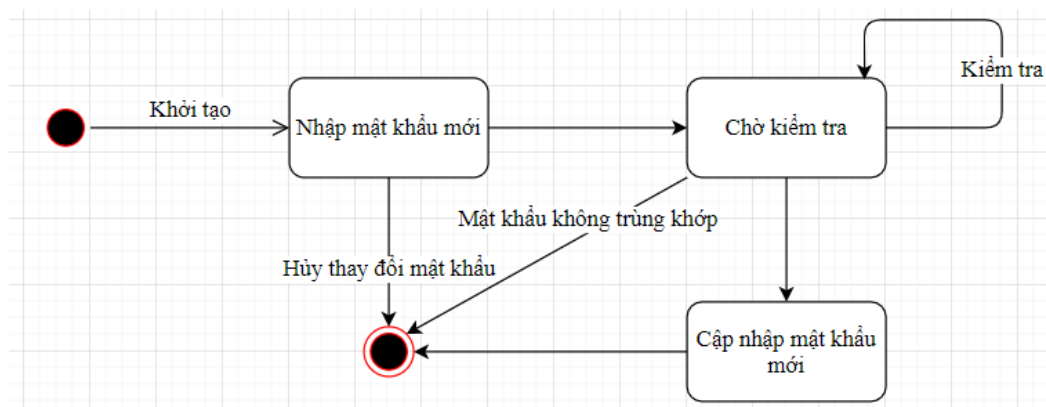 Khởi tạo
Nhập mật khẩu mới
Chờ kiểm tra
Kiểm tra
Mật khẩu không trùng khớp
Hủy thay đổi mật khẩu
Cập nhập mật khẩu
mới